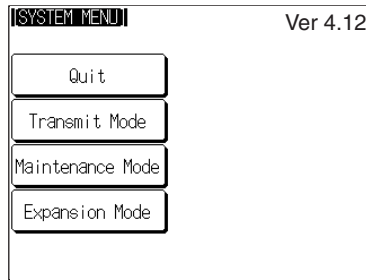 [SYSTEM MENU]
Ver 4.12
Quit
Transmit Mode
Maintenance Mode
Expansion Mode